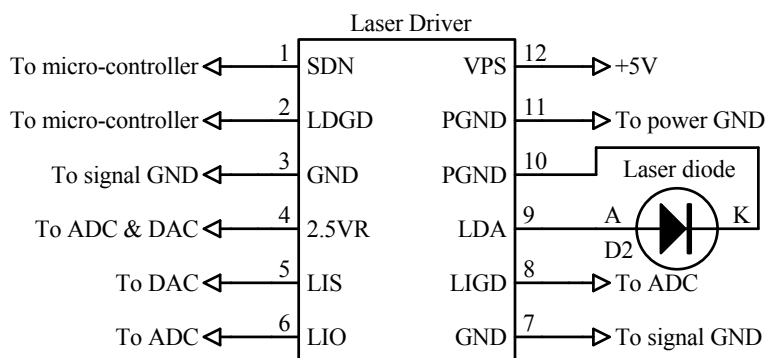 Laser Driver
To micro-controller 1 SDN VPS 12 +5V
To micro-controller 2 LDGD PGND 11 To power GND
To signal GND 3 GND PGND 10 Laser diode
To ADC & DAC 4 2.5VR LDA 9 A K
D2
To DAC 5 LIS LIGD 8 To ADC
To ADC 6 LIO GND 7 To signal GND